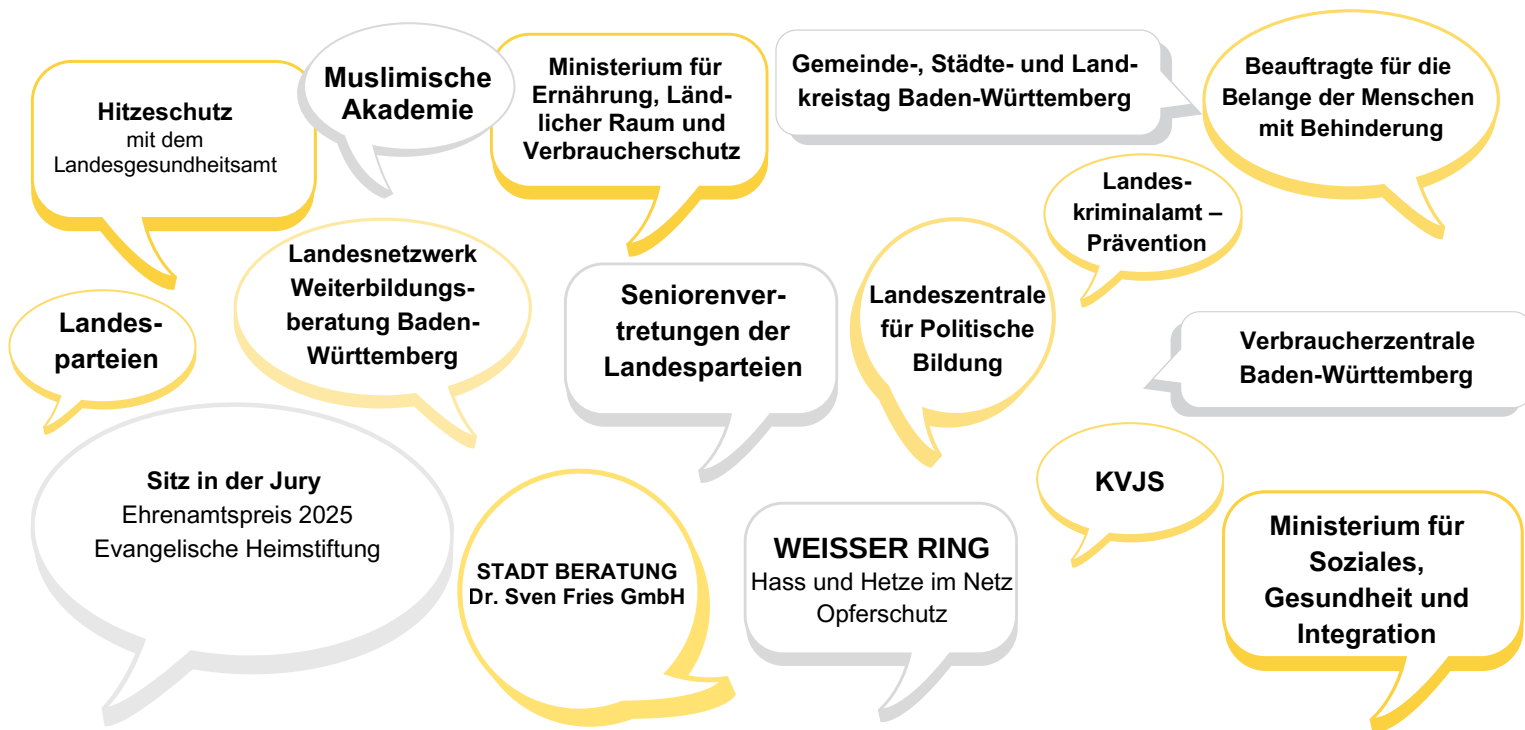 Hitzeschutz
mit dem
Landesgesundheitsamt
Muslimische
Akademie
Ministerium für
Ernährung, Länd-
licher Raum und
Verbraucherschutz
Gemeinde-, Städte- und Land-
kreistag Baden-Württemberg
Beauftragte für die
Belange der Menschen
mit Behinderung
Landes-
kriminalamt –
Prävention
Landesnetzwerk
Weiterbildungs-
beratung Baden-
Württemberg
Landes-
parteien
Seniorenver-
tretungen der
Landesparteien
Landeszentrale
für Politische
Bildung
Verbraucherzentrale
Baden-Württemberg
Sitz in der Jury
Ehrenamtspreis 2025
Evangelische Heimstiftung
STADT BERATUNG
Dr. Sven Fries GmbH
WEISSER RING
Hass und Hetze im Netz
Opferschutz
KVJS
Ministerium für
Soziales,
Gesundheit und
Integration